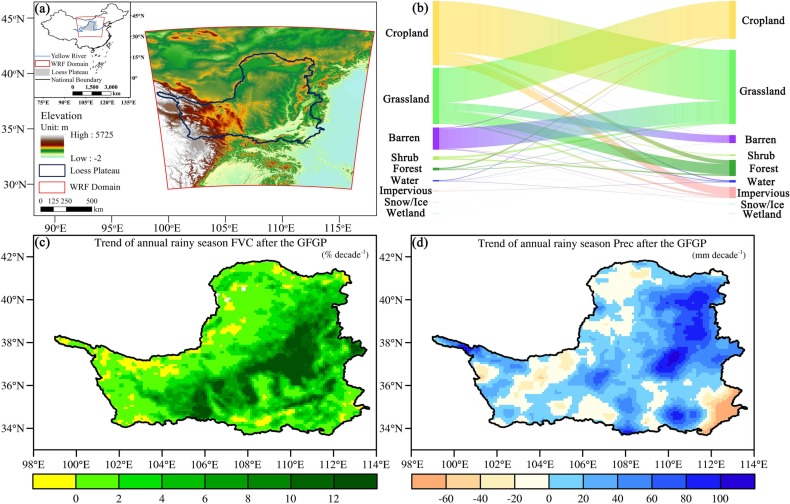 (a)
45°N
30°N
15°N
0°
75°E
90°E
105°E
120°E
135°E
Yellow River
WRF Domain
Loess Plateau
National Boundary
0 1,500 3,000
km
Elevation
Unit: m
High : 5725
Low : -2
Loess Plateau
WRF Domain
0 125 250 500
km
45°N
40°N
35°N
30°N
90°E
95°E
100°E
105°E
110°E
115°E
(b)
Cropland
Grassland
Barren
Shrub
Forest
Water
Impervious
Snow/Ice
Wetland
Cropland
Grassland
Barren
Shrub
Forest
Water
Impervious
Snow/Ice
Wetland
(c)
Trend of annual rainy season FVC after the GFGP
(% decade⁻¹)
42°N
40°N
38°N
36°N
34°N
98°E
100°E
102°E
104°E
106°E
108°E
110°E
112°E
114°E
0
2
4
6
8
10
12
(d)
Trend of annual rainy season Prec after the GFGP
(mm decade⁻¹)
42°N
40°N
38°N
36°N
34°N
98°E
100°E
102°E
104°E
106°E
108°E
110°E
112°E
114°E
-60
-40
-20
0
20
40
60
80
100